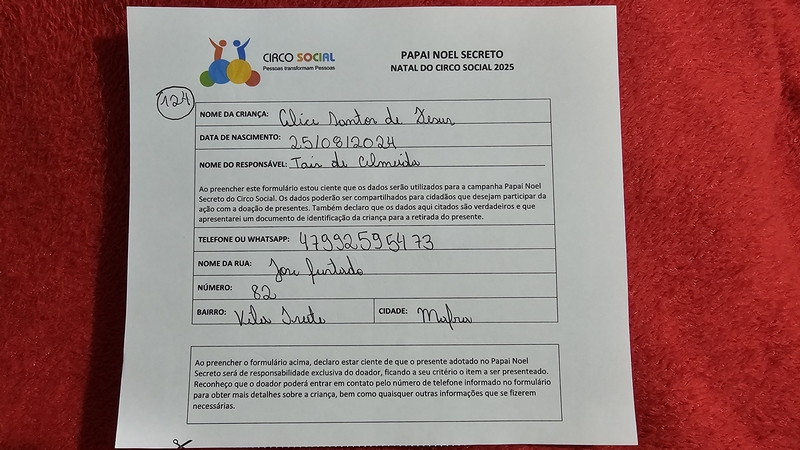 CIRCO SOCIAL
Pessoas transformam Pessoas
PAPAI NOEL SECRETO
NATAL DO CIRCO SOCIAL 2025
124
NOME DA CRIANÇA: Alice Santos de Jesus
DATA DE NASCIMENTO: 25/08/2024
NOME DO RESPONSÁVEL: Tais de Almeida
Ao preencher este formulário estou ciente que os dados serão utilizados para a campanha Papai Noel
Secreto do Circo Social. Os dados poderão ser compartilhados para cidadãos que desejam participar da
ação com a doação de presentes. Também declaro que os dados aqui citados são verdadeiros e que
apresentarei um documento de identificação da criança para a retirada do presente.
TELEFONE OU WHATSAPP: 47992595473
NOME DA RUA: Jose furtado
NÚMERO: 82
BAIRRO: Vila Ivete CIDADE: Mafra
Ao preencher o formulário acima, declaro estar ciente de que o presente adotado no Papai Noel
Secreto será de responsabilidade exclusiva do doador, ficando a seu critério o item a ser presenteado.
Reconheço que o doador poderá entrar em contato pelo número de telefone informado no formulário
para obter mais detalhes sobre a criança, bem como quaisquer outras informações que se fizerem
necessárias.